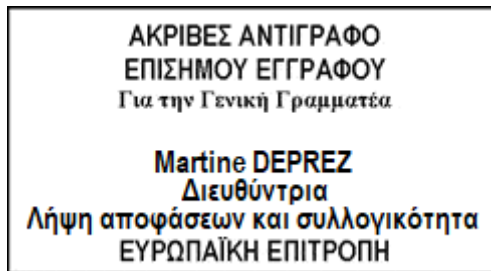 ΑΚΡΙΒΕΣ ΑΝΤΙΓΡΑΦΟ
ΕΠΙΣΗΜΟΥ ΕΓΓΡΑΦΟΥ
Για την Γενική Γραμματέα
Martine DEPREZ
Διευθύντρια
Λήψη αποφάσεων και συλλογικότητα
ΕΥΡΩΠΑΪΚΗ ΕΠΙΤΡΟΠΗ